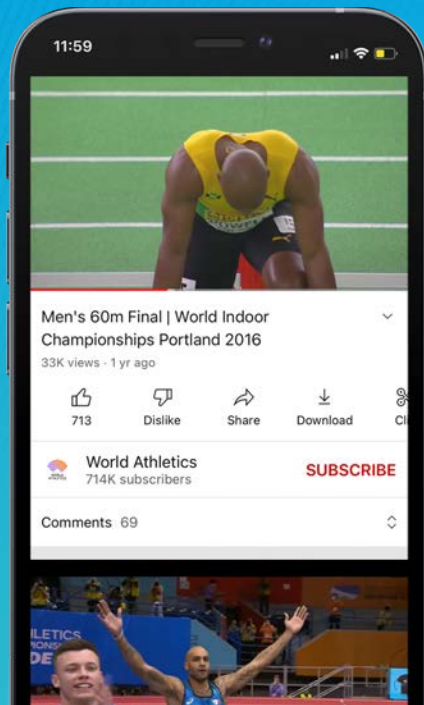 11:59
Men's 60m Final | World Indoor
Championships Portland 2016
33K views · 1 yr ago
713
Dislike
Share
Download
Cli
World Athletics
714K subscribers
SUBSCRIBE
Comments 69